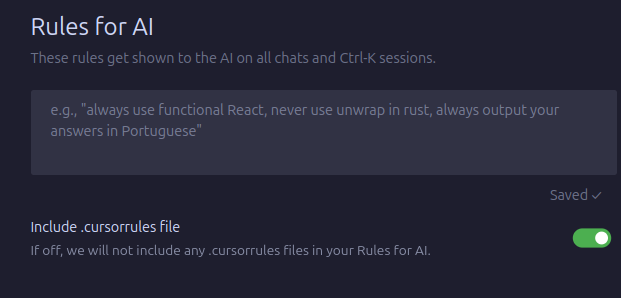 Rules for AI
These rules get shown to the AI on all chats and Ctrl-K sessions.
e.g., "always use functional React, never use unwrap in rust, always output your
answers in Portuguese"
Saved ✓
Include .cursorrules file
If off, we will not include any .cursorrules files in your Rules for AI.